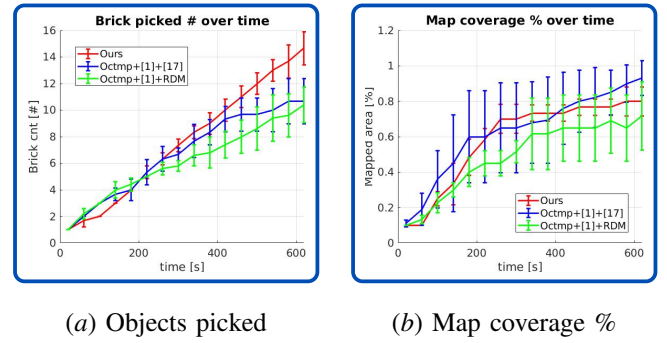 Brick picked # over time
16
14
12
10
8
6
4
2
0
Brick cnt [#]
Ours
Octmp+[1]+[17]
Octmp+[1]+RDM
0 200 400 600
time [s]
(a) Objects picked
Map coverage % over time
1.2
1
0.8
0.6
0.4
0.2
0
Mapped area [%]
Ours
Octmp+[1]+[17]
Octmp+[1]+RDM
0 200 400 600
time [s]
(b) Map coverage %